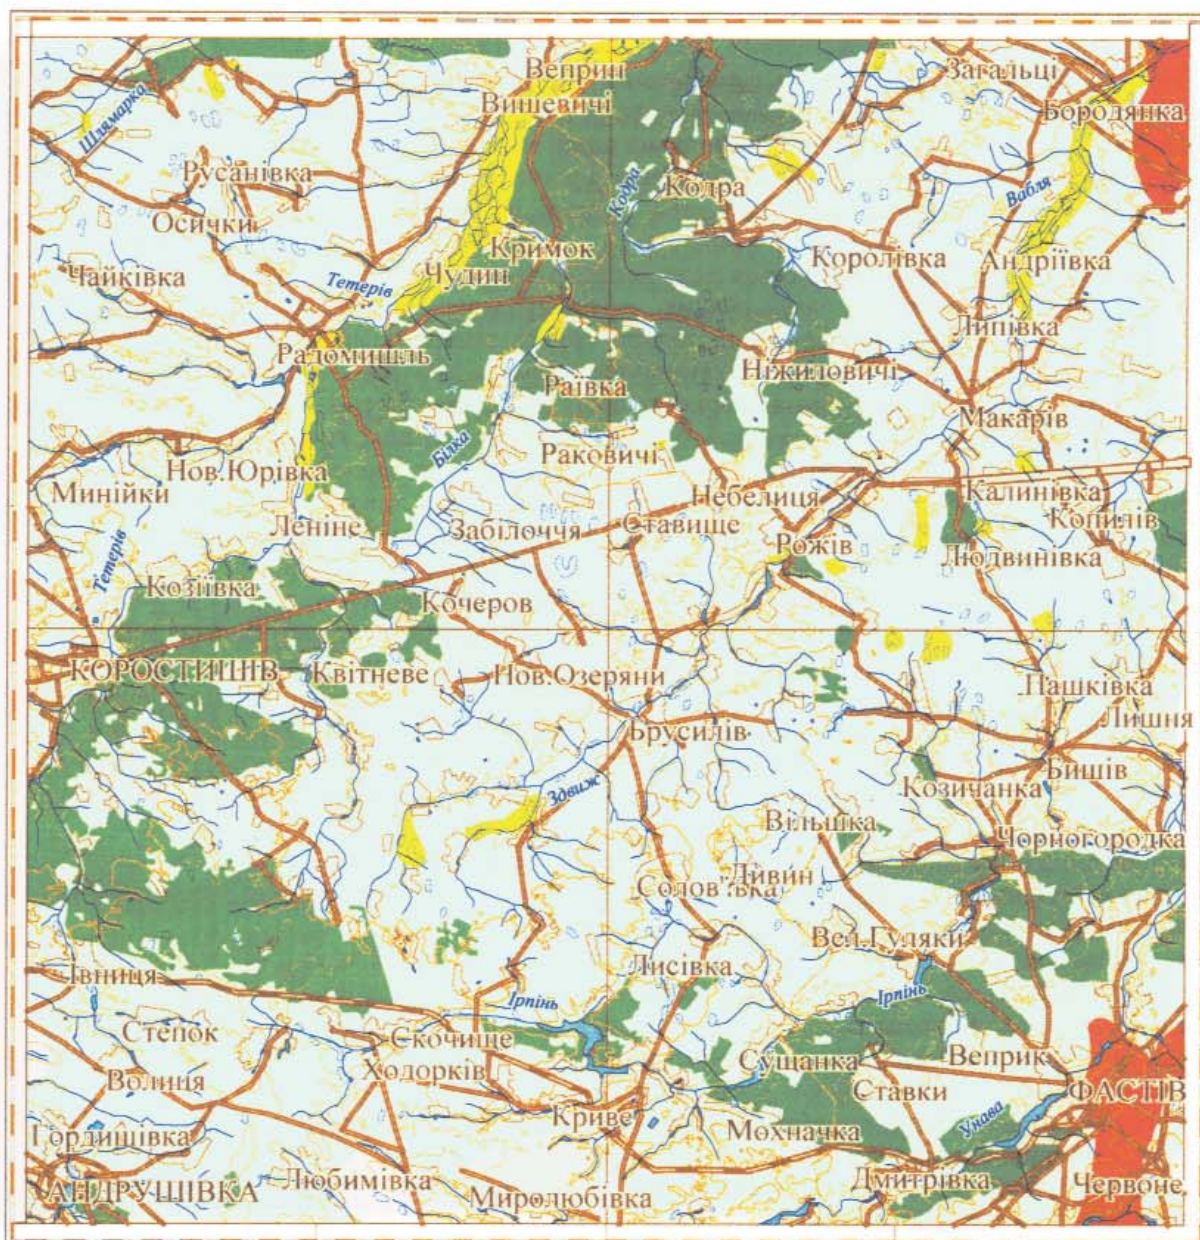 Веприн
Загальці
Вишевичі
Бородянка
Шлямарка
Русанівка
Кодра
Кодра
Вабля
Осички
Кримок
Королівка
Андріївка
Чайківка
Тетерів
Чудин
Липівка
Радомишль
Раївка
Ніжиловичі
Макарів
Білка
Раковичі
Нов.Юрівка
Минійки
Небелиця
Калинівка
Леніне
Забілоччя
Ставище
Копилів
Рожів
Людвинівка
Тетерів
Козіївка
Кочеров
КОРОСТИШІВ
Квітневе
Нов.Озеряни
Пашківка
Брусилів
Лишня
Бишів
Здвиж
Козичанка
Вільшка
Чорногородка
Дивин
Солов'ївка
Вел.Гуляки
Івниця
Лисівка
Ірпінь
Ірпінь
Степок
Скочище
Сущанка
Веприк
Волиця
Ходорків
Ставки
ФАСТІВ
Криве
Унава
Гордишівка
Мохначка
АНДРУШІВКА
Любимівка
Миролюбівка
Дмитрівка
Червоне